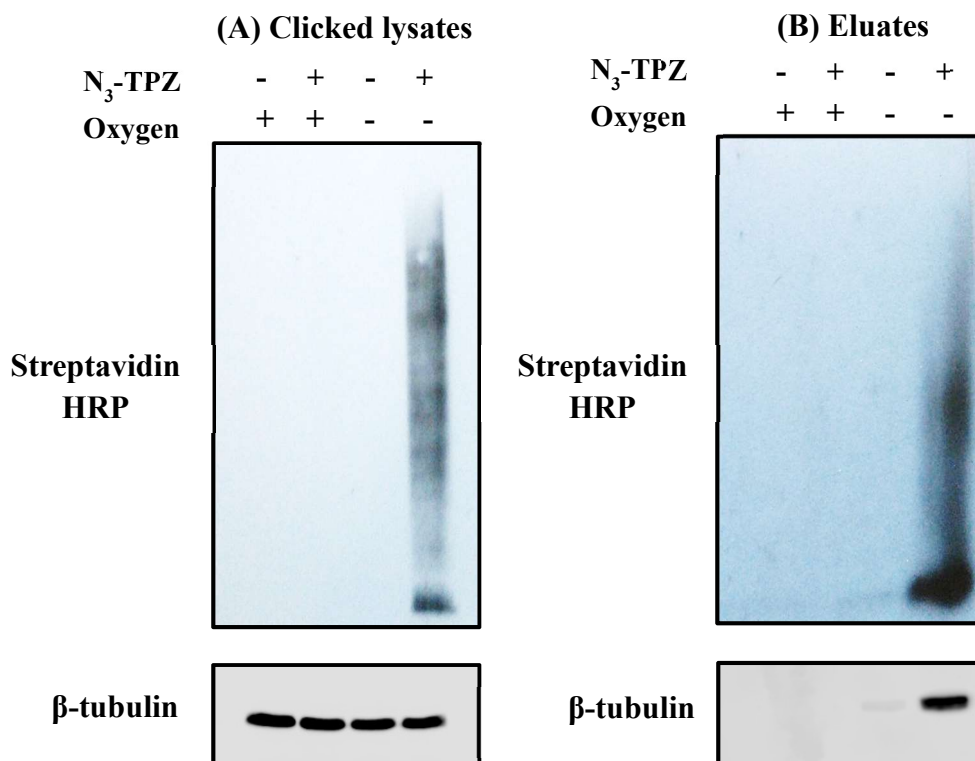 (A) Clicked lysates
N₃-TPZ - + - +
Oxygen + + - -
Streptavidin
HRP
β-tubulin
(B) Eluates
N₃-TPZ - + - +
Oxygen + + - -
Streptavidin
HRP
β-tubulin